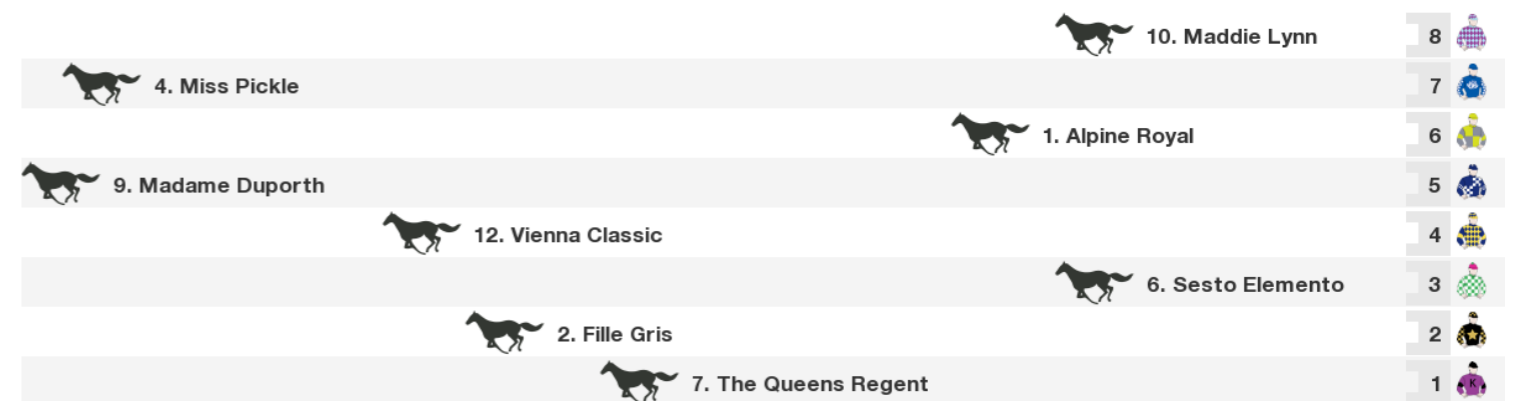 10. Maddie Lynn 8
4. Miss Pickle 7
1. Alpine Royal 6
9. Madame Duporth 5
12. Vienna Classic 4
6. Sesto Elemento 3
2. Fille Gris 2
7. The Queens Regent 1 K